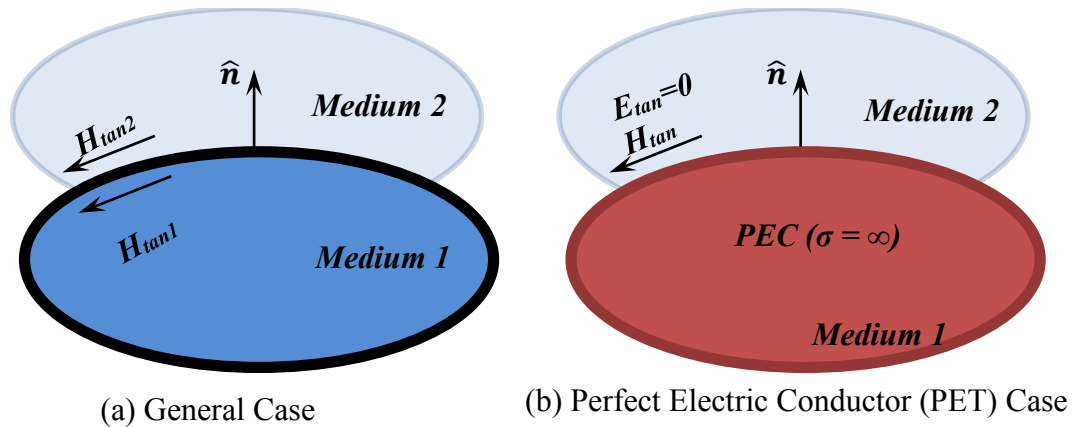 n̂
Medium 2
H_tan2
H_tan1
Medium 1
(a) General Case
n̂
E_tan=0
Medium 2
H_tan
PEC (σ = ∞)
Medium 1
(b) Perfect Electric Conductor (PET) Case